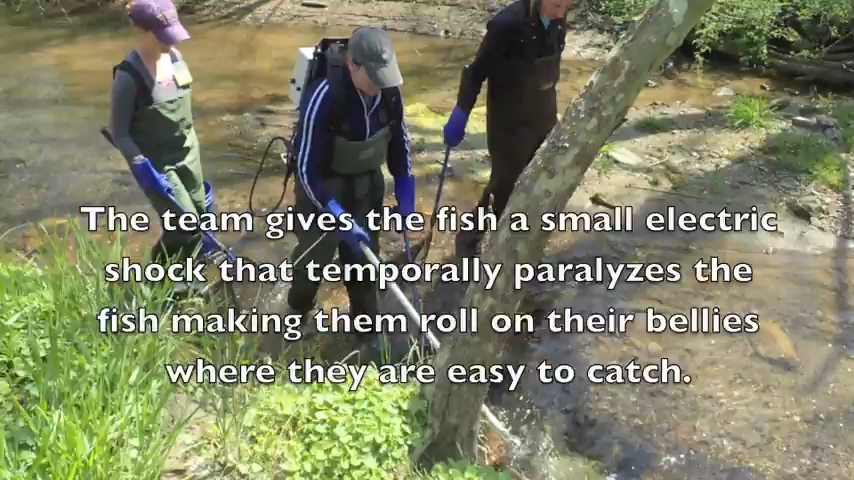 The team gives the fish a small electric
shock that temporally paralyzes the
fish making them roll on their bellies
where they are easy to catch.